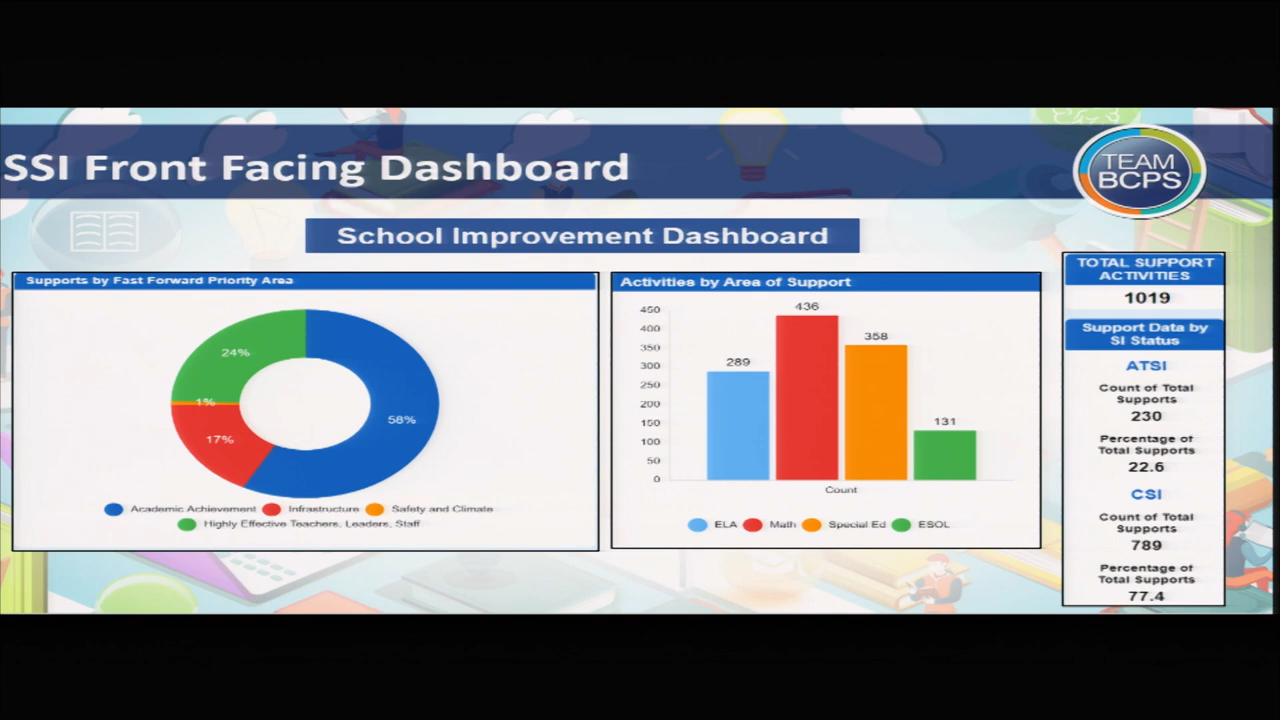 SSI Front Facing Dashboard
TEAM
BCPS
School Improvement Dashboard
Supports by Fast Forward Priority Area
24%
1%
17%
58%
Academic Achievement Infrastructure Safety and Climate
Highly Effective Teachers, Leaders, Staff
Activities by Area of Support
450
400
350
300
250
200
150
100
50
0
289
436
358
131
Count
ELA Math Special Ed ESOL
TOTAL SUPPORT
ACTIVITIES
1019
Support Data by
SI Status
ATSI
Count of Total
Supports
230
Percentage of
Total Supports
22.6
CSI
Count of Total
Supports
789
Percentage of
Total Supports
77.4